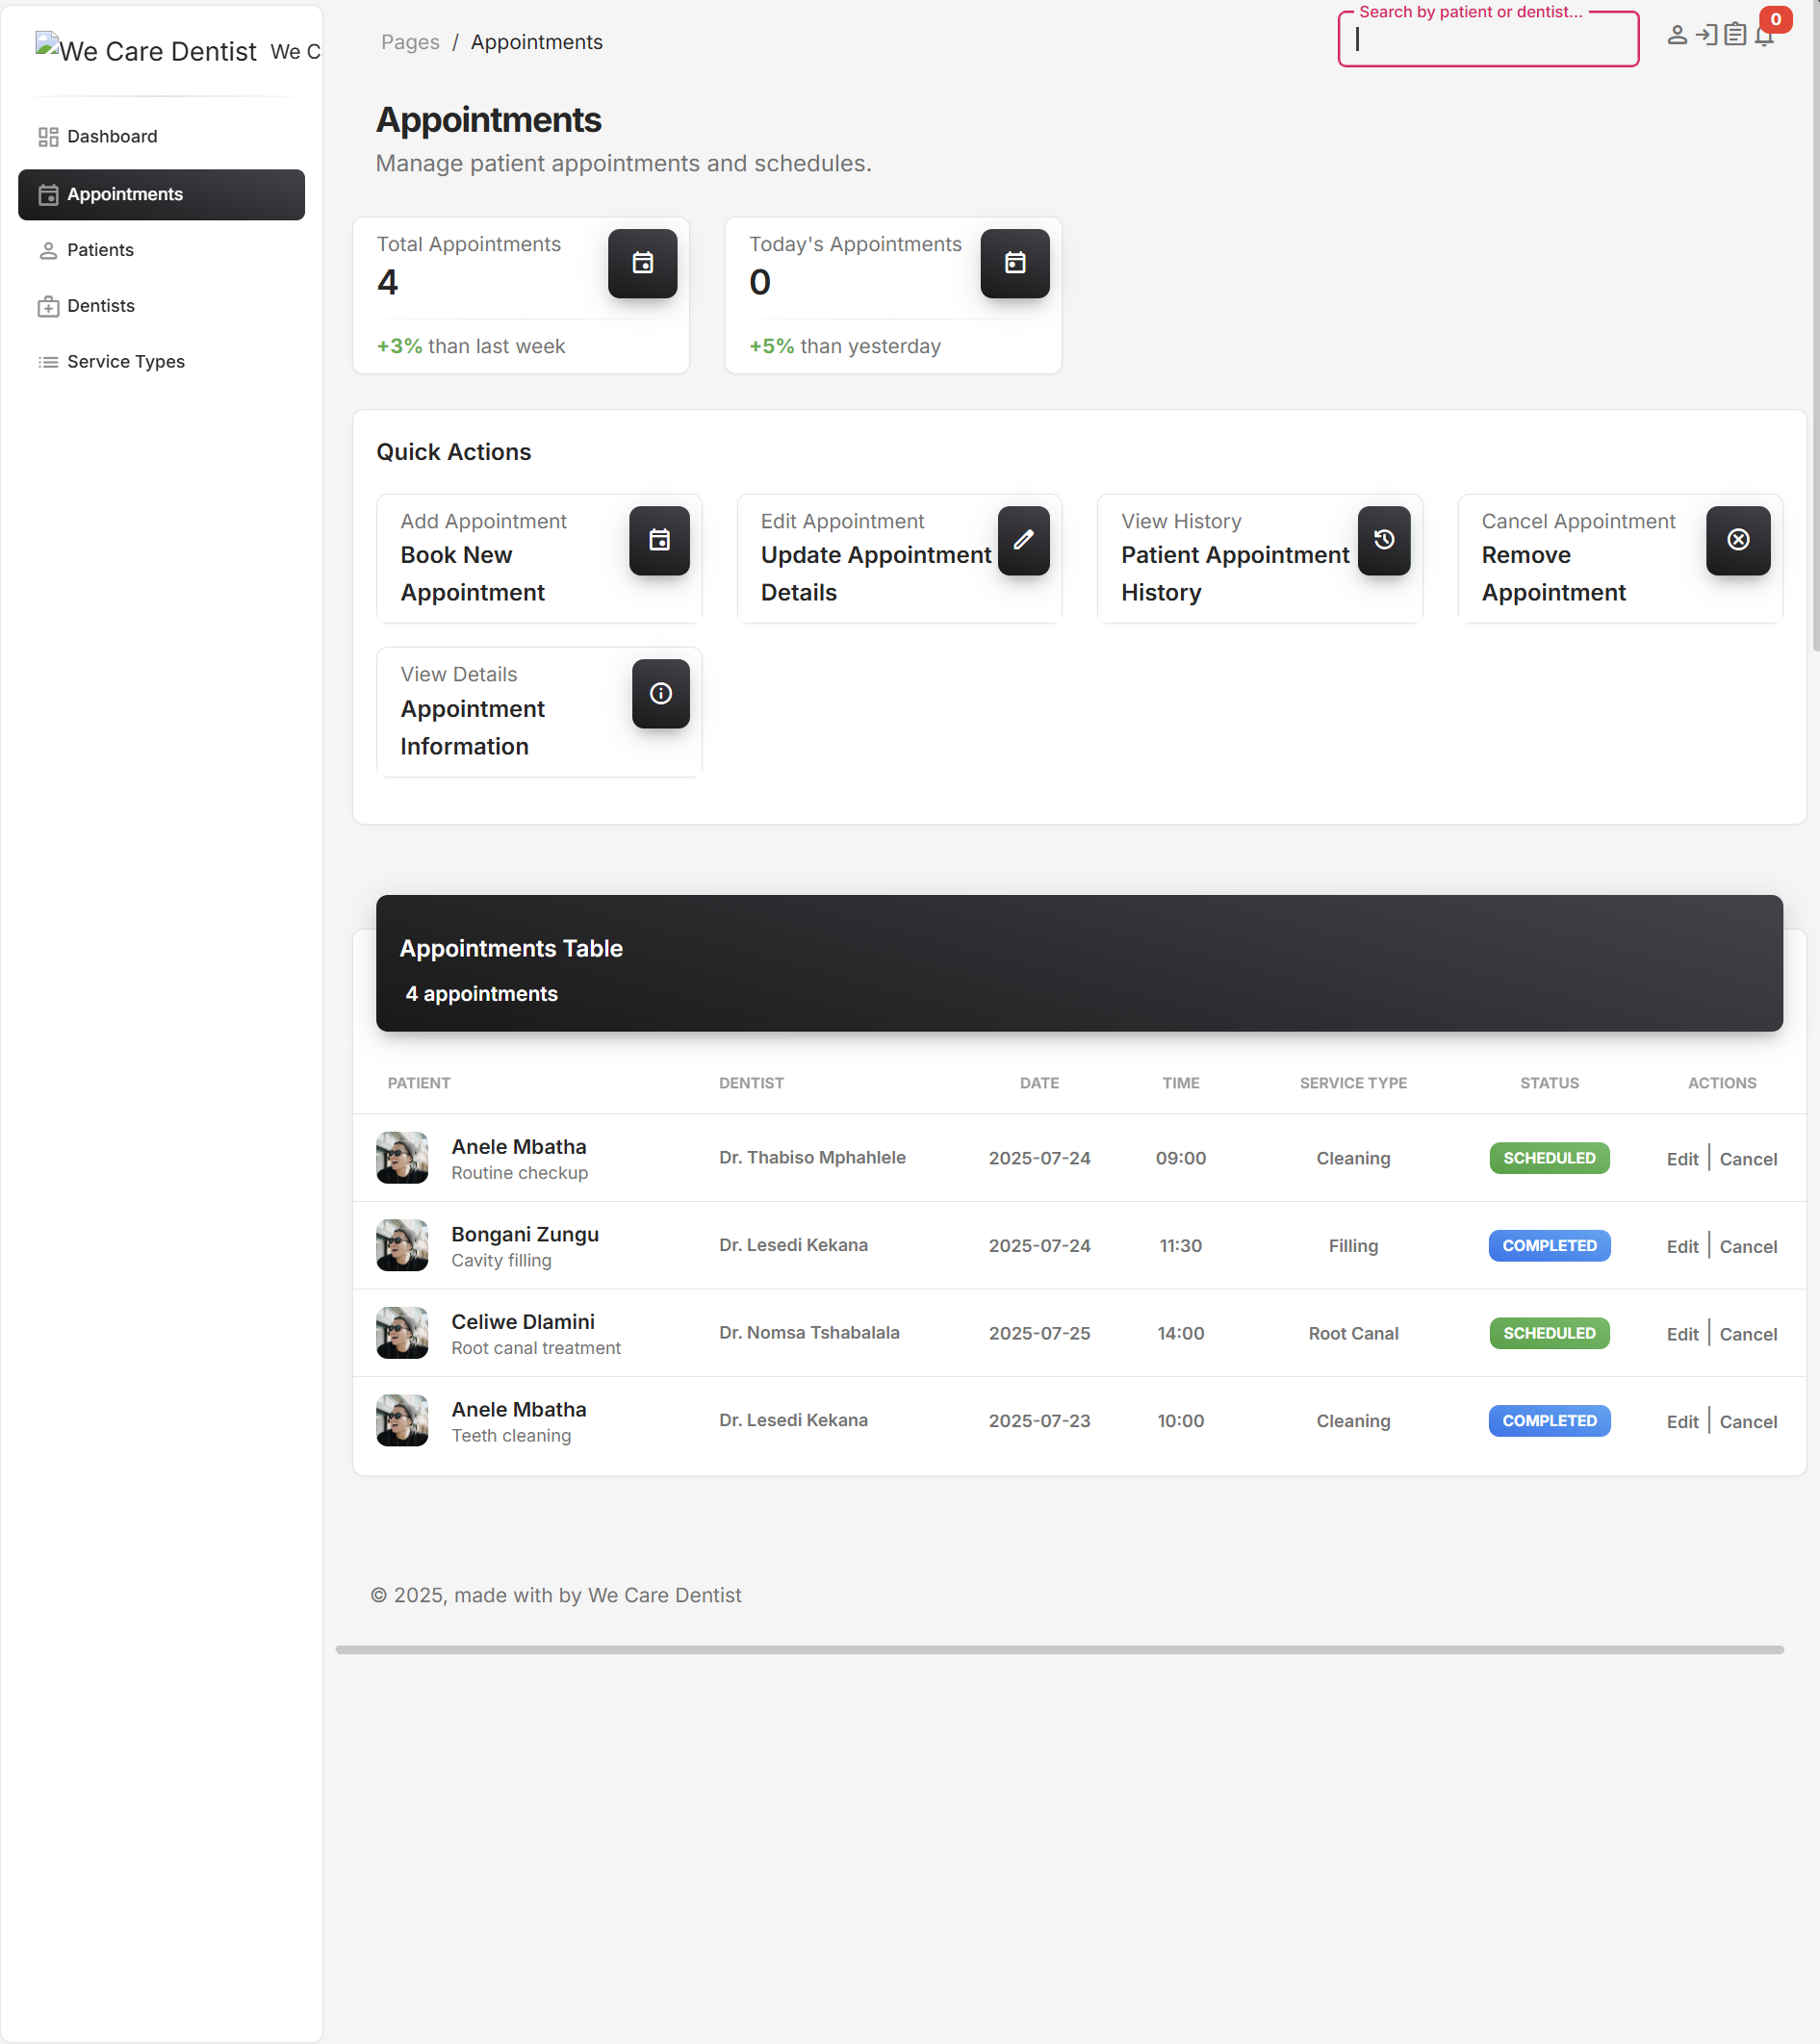 We Care Dentist We C
Dashboard
Appointments
Patients
Dentists
Service Types
Pages / Appointments
Search by patient or dentist...
0
Appointments
Manage patient appointments and schedules.
Total Appointments
4
+3% than last week
Today's Appointments
0
+5% than yesterday
Quick Actions
Add Appointment
Book New
Appointment
Edit Appointment
Update Appointment
Details
View History
Patient Appointment
History
Cancel Appointment
Remove
Appointment
View Details
Appointment
Information
Appointments Table
4 appointments
PATIENT DENTIST DATE TIME SERVICE TYPE STATUS ACTIONS
Anele Mbatha
Routine checkup
Dr. Thabiso Mphahlele 2025-07-24 09:00 Cleaning SCHEDULED Edit | Cancel
Bongani Zungu
Cavity filling
Dr. Lesedi Kekana 2025-07-24 11:30 Filling COMPLETED Edit | Cancel
Celiwe Dlamini
Root canal treatment
Dr. Nomsa Tshabalala 2025-07-25 14:00 Root Canal SCHEDULED Edit | Cancel
Anele Mbatha
Teeth cleaning
Dr. Lesedi Kekana 2025-07-23 10:00 Cleaning COMPLETED Edit | Cancel
© 2025, made with by We Care Dentist